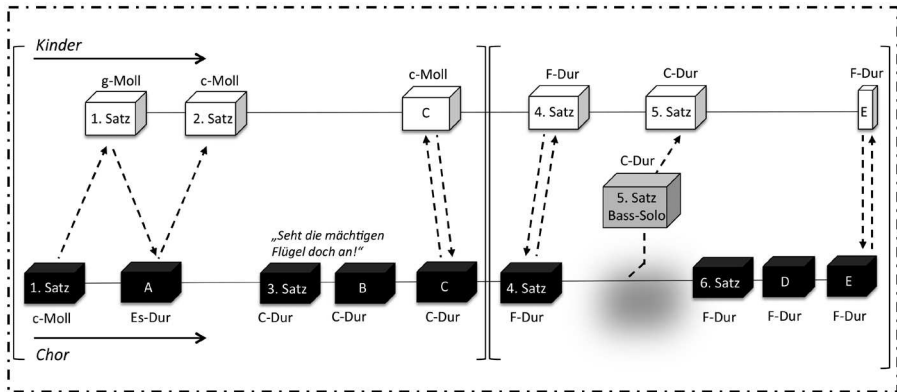 Kinder
g-Moll
c-Moll
c-Moll
F-Dur
C-Dur
F-Dur
1. Satz
2. Satz
C
4. Satz
5. Satz
E
C-Dur
5. Satz
Bass-Solo
„Seht die mächtigen
Flügel doch an!“
1. Satz
A
3. Satz
B
C
4. Satz
6. Satz
D
E
c-Moll
Es-Dur
C-Dur
C-Dur
C-Dur
F-Dur
F-Dur
F-Dur
F-Dur
Chor